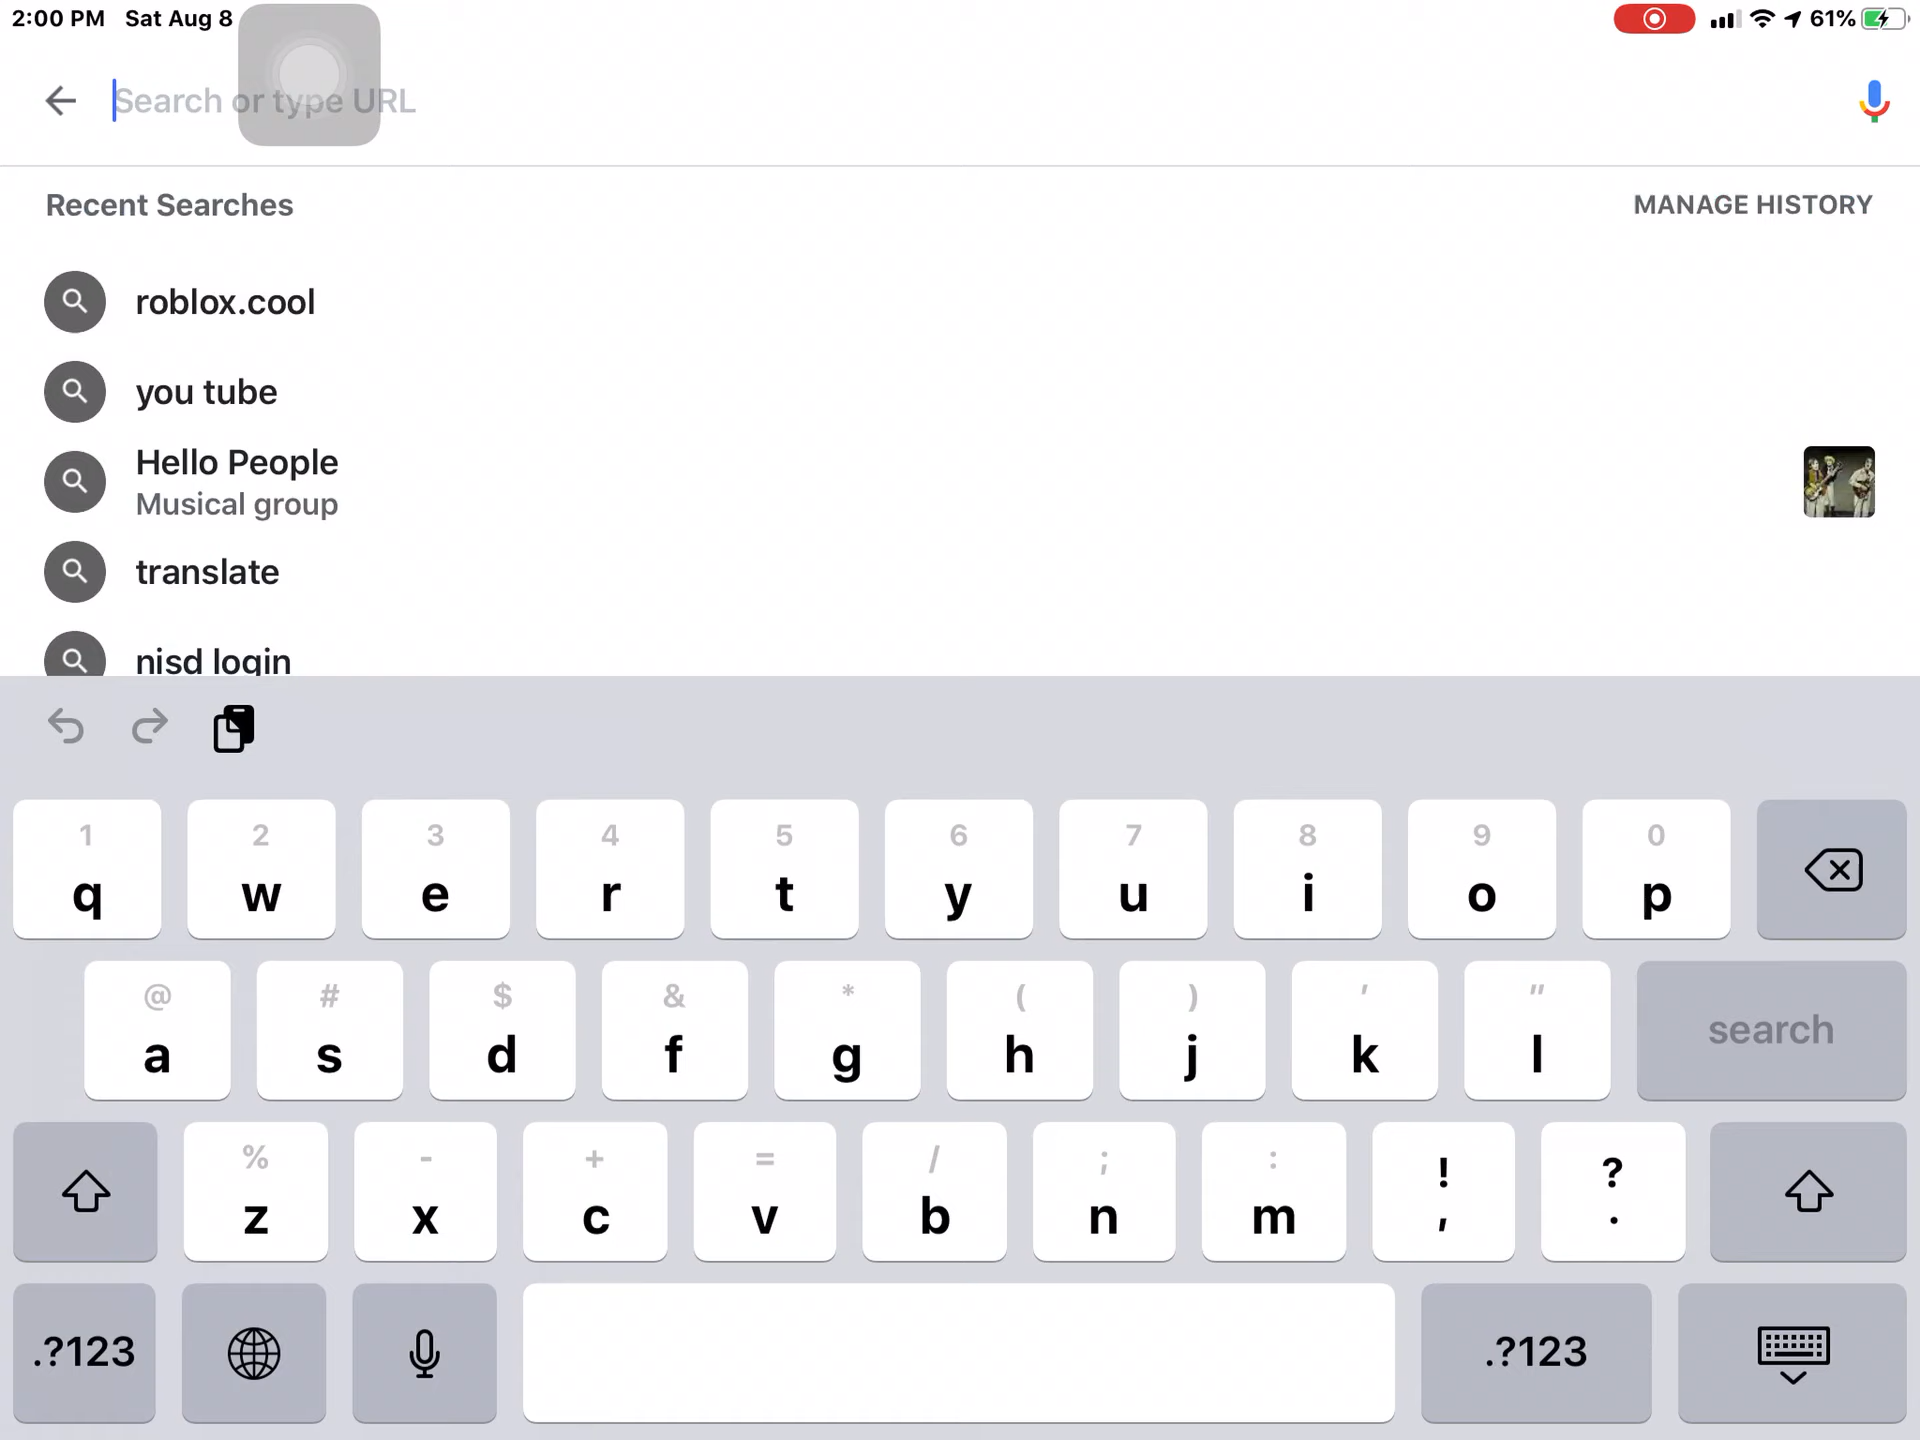 2:00 PM Sat Aug 8 61%
Search or type URL
Recent Searches MANAGE HISTORY
roblox.cool
you tube
Hello People
Musical group
translate
nisd login
1 2 3 4 5 6 7 8 9 0
q w e r t y u i o p
@ # $ & * ( ) ' "
a s d f g h j k l search
% - + = / ; : ! ?
z x c v b n m , .
.?123 .?123